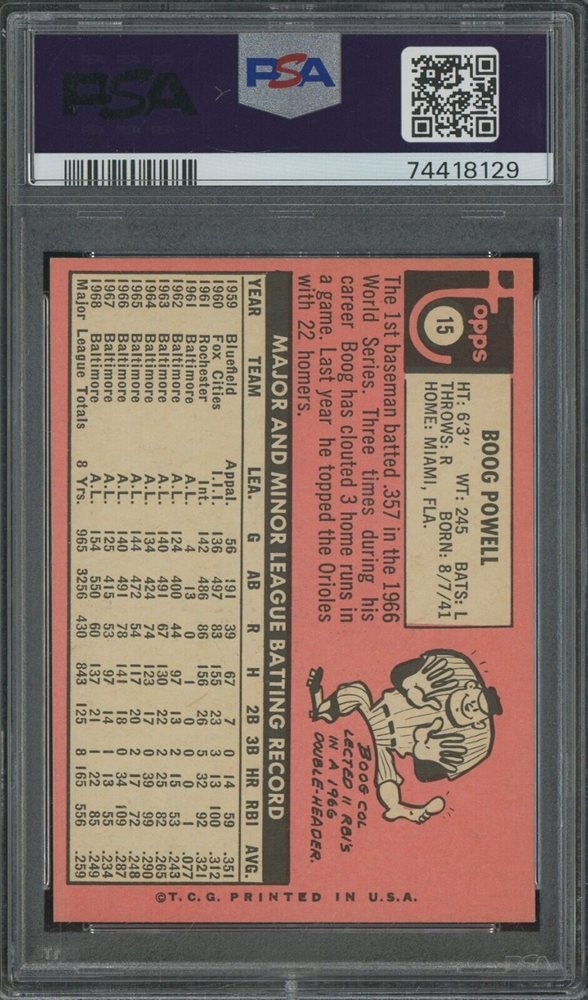 PSA
PSA
74418129
Topps
15
BOOG POWELL
HT: 6'3" WT: 245 BATS: L
THROWS: R BORN: 8/7/41
HOME: MIAMI, FLA.
The 1st baseman batted .357 in the 1966
World Series. Three times during his
career Boog has clouted 3 home runs in
a game. Last year he topped the Orioles
with 22 homers.
BOOG COL
LECTED 11 RBI'S
IN A 1966
DOUBLE-HEADER.
MAJOR AND MINOR LEAGUE BATTING RECORD
YEAR TEAM LEA. G AB R H 2B 3B HR RBI AVG.
1959 Bluefield Appal. 56 191 39 67 7 0 14 59 .351
1960 Fox Cities I.I.I. 136 497 83 155 23 3 13 100 .312
1961 Rochester Int. 142 486 86 156 26 5 32 92 .321
1961 Baltimore A.L. 4 13 0 1 0 0 0 1 .077
1962 Baltimore A.L. 124 400 44 97 13 2 15 53 .243
1963 Baltimore A.L. 140 491 67 130 22 2 25 82 .265
1964 Baltimore A.L. 134 424 74 123 17 0 39 99 .290
1965 Baltimore A.L. 144 472 54 117 20 2 17 72 .248
1966 Baltimore A.L. 140 491 78 141 18 0 34 109 .287
1967 Baltimore A.L. 125 415 53 97 14 1 13 55 .234
1968 Baltimore A.L. 154 550 60 137 21 1 22 85 .249
Major League Totals 8 Yrs. 965 3256 430 843 125 8 165 556 .259
©T.C.G. PRINTED IN U.S.A.
PSA